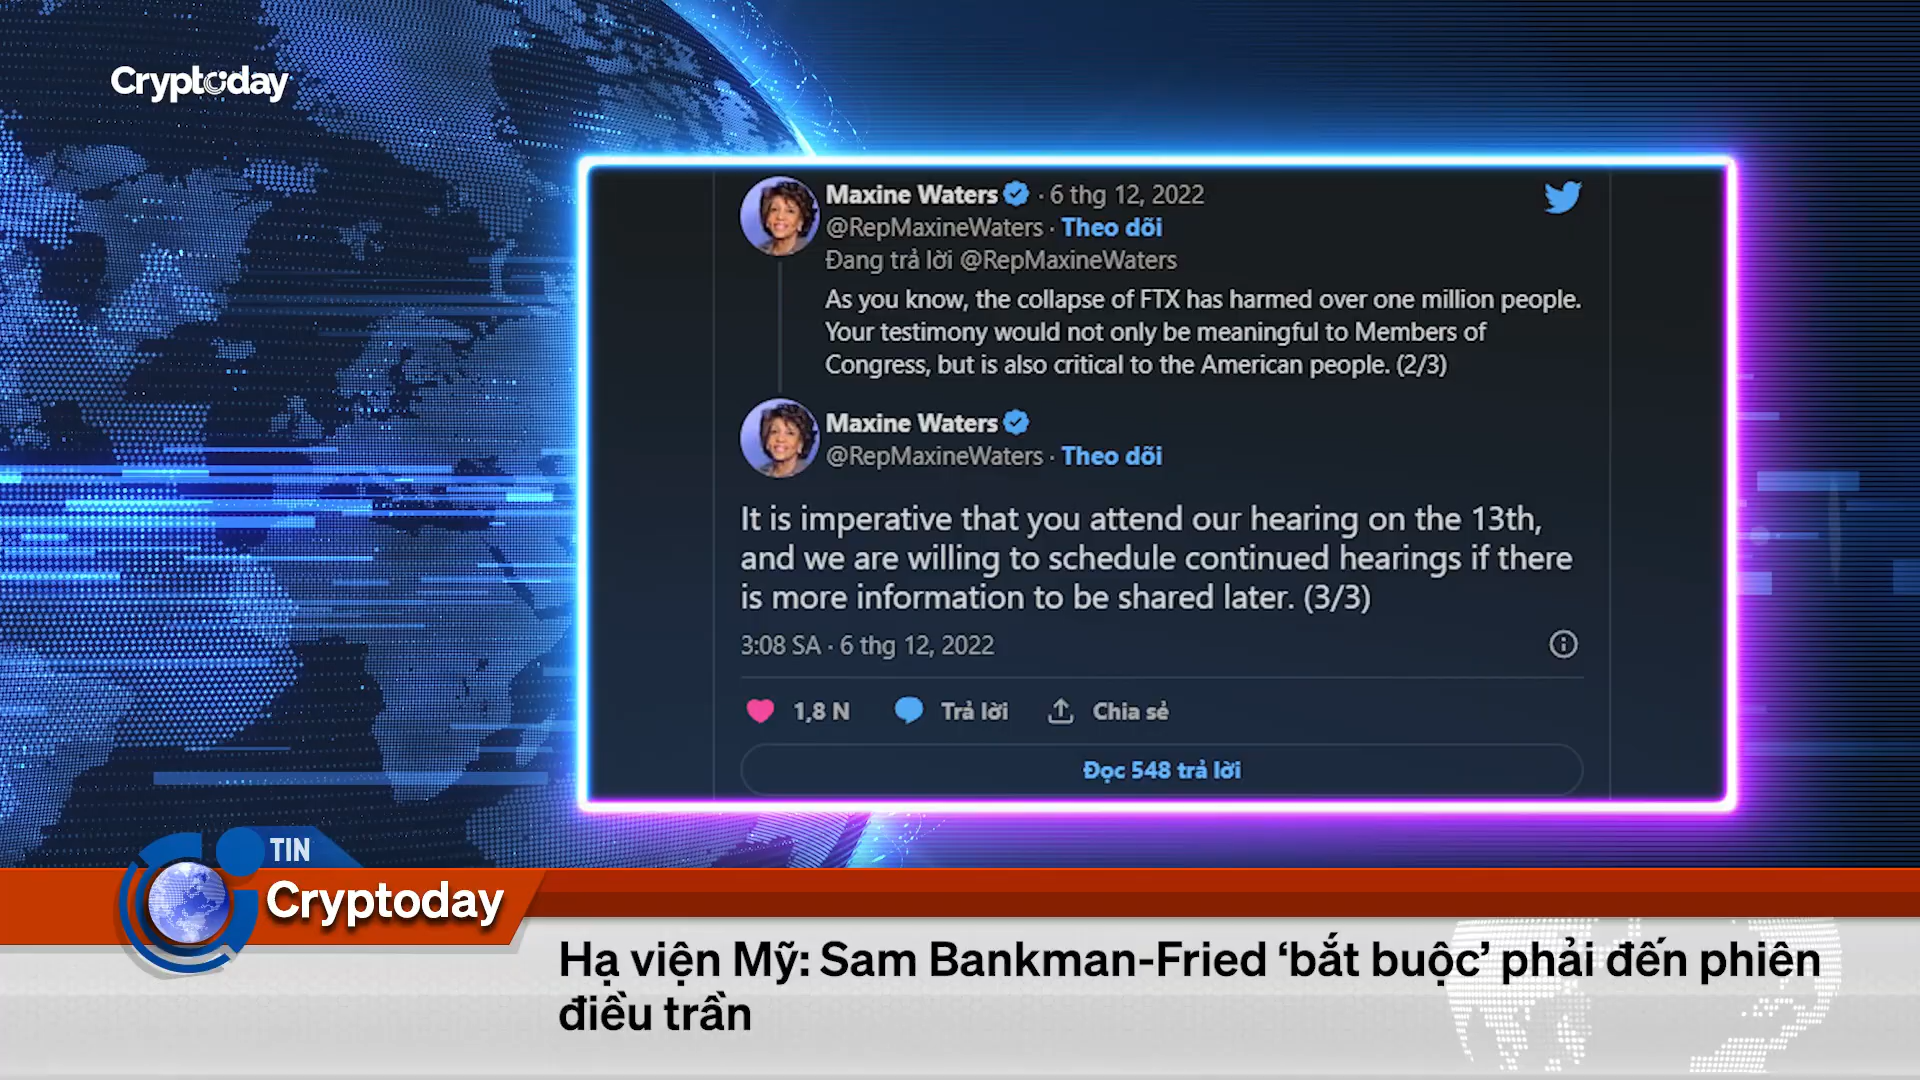 Cryptoday
Maxine Waters · 6 thg 12, 2022
@RepMaxineWaters · Theo dõi
Đang trả lời @RepMaxineWaters
As you know, the collapse of FTX has harmed over one million people.
Your testimony would not only be meaningful to Members of
Congress, but is also critical to the American people. (2/3)
Maxine Waters
@RepMaxineWaters · Theo dõi
It is imperative that you attend our hearing on the 13th,
and we are willing to schedule continued hearings if there
is more information to be shared later. (3/3)
3:08 SA · 6 thg 12, 2022
1,8 N Trả lời Chia sẻ
Đọc 548 trả lời
TIN
Cryptoday
Hạ viện Mỹ: Sam Bankman-Fried ‘bắt buộc’ phải đến phiên
điều trần